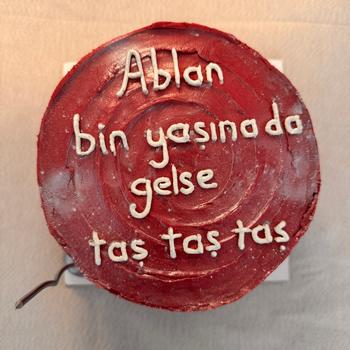 Ablan
bin yaşına da
gelse
taş taş taş